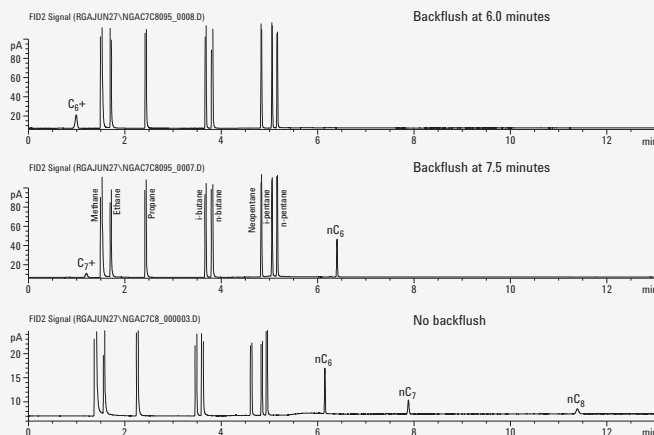 FID2 Signal (RGAJUN27\NGAC7C8095_0008.D)
Backflush at 6.0 minutes
pA
80
60
40
20
C6+
0 2 4 6 8 10 12 min
FID2 Signal (RGAJUN27\NGAC7C8095_0007.D)
Backflush at 7.5 minutes
pA
80
60
40
20
C7+
Methane
Ethane
Propane
i-butane
n-butane
Neopentane
i-pentane
n-pentane
nC6
0 2 4 6 8 10 12 min
FID2 Signal (RGAJUN27\NGAC7C8_000003.D)
No backflush
pA
20
15
10
nC6
nC7
nC8
0 2 4 6 8 10 12 min